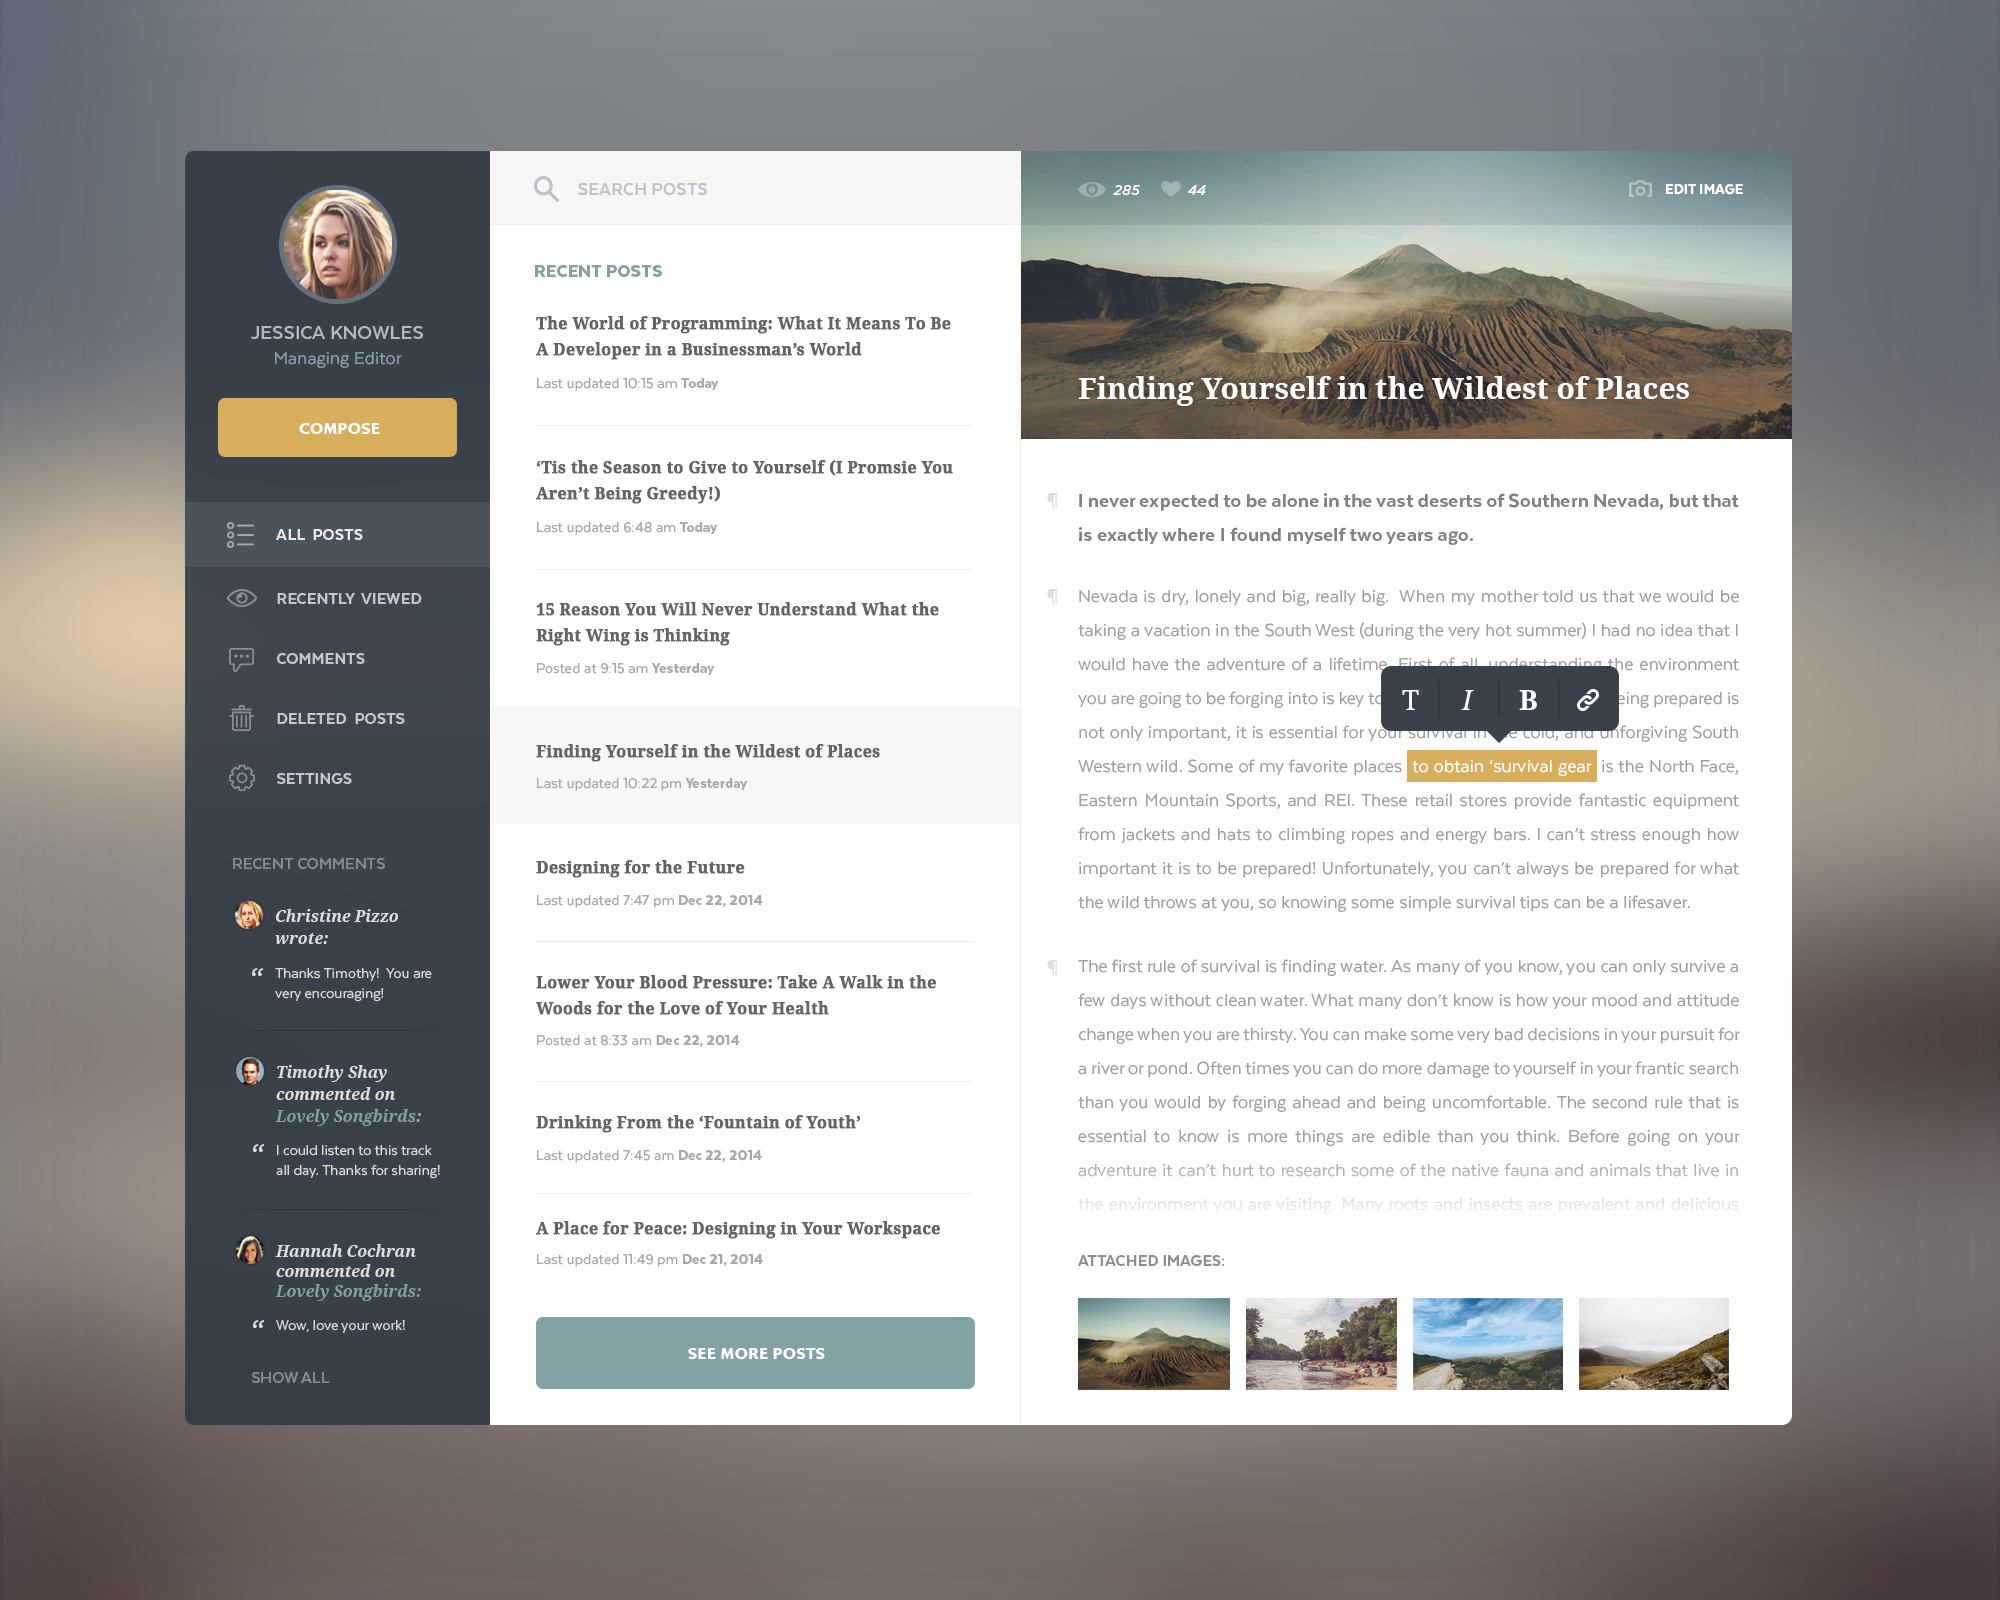 JESSICA KNOWLES
Managing Editor
COMPOSE
ALL POSTS
RECENTLY VIEWED
COMMENTS
DELETED POSTS
SETTINGS
RECENT COMMENTS
Christine Pizzo
wrote:
“ Thanks Timothy! You are
very encouraging!
Timothy Shay
commented on
Lovely Songbirds:
“ I could listen to this track
all day. Thanks for sharing!
Hannah Cochran
commented on
Lovely Songbirds:
“ Wow, love your work!
SHOW ALL
SEARCH POSTS
RECENT POSTS
The World of Programming: What It Means To Be
A Developer in a Businessman’s World
Last updated 10:15 am Today
‘Tis the Season to Give to Yourself (I Promsie You
Aren’t Being Greedy!)
Last updated 6:48 am Today
15 Reason You Will Never Understand What the
Right Wing is Thinking
Posted at 9:15 am Yesterday
Finding Yourself in the Wildest of Places
Last updated 10:22 pm Yesterday
Designing for the Future
Last updated 7:47 pm Dec 22, 2014
Lower Your Blood Pressure: Take A Walk in the
Woods for the Love of Your Health
Posted at 8:33 am Dec 22, 2014
Drinking From the ‘Fountain of Youth’
Last updated 7:45 am Dec 22, 2014
A Place for Peace: Designing in Your Workspace
Last updated 11:49 pm Dec 21, 2014
SEE MORE POSTS
285 44 EDIT IMAGE
Finding Yourself in the Wildest of Places
¶ I never expected to be alone in the vast deserts of Southern Nevada, but that
is exactly where I found myself two years ago.
¶ Nevada is dry, lonely and big, really big. When my mother told us that we would be
taking a vacation in the South West (during the very hot summer) I had no idea that I
would have the adventure of a lifetime. First of all, understanding the environment
you are going to be forging into is key to being prepared is
T I B
not only important, it is essential for your survival in the cold, and unforgiving South
Western wild. Some of my favorite places to obtain ‘survival gear is the North Face,
Eastern Mountain Sports, and REI. These retail stores provide fantastic equipment
from jackets and hats to climbing ropes and energy bars. I can’t stress enough how
important it is to be prepared! Unfortunately, you can’t always be prepared for what
the wild throws at you, so knowing some simple survival tips can be a lifesaver.
¶ The first rule of survival is finding water. As many of you know, you can only survive a
few days without clean water. What many don’t know is how your mood and attitude
change when you are thirsty. You can make some very bad decisions in your pursuit for
a river or pond. Often times you can do more damage to yourself in your frantic search
than you would by forging ahead and being uncomfortable. The second rule that is
essential to know is more things are edible than you think. Before going on your
adventure it can’t hurt to research some of the native fauna and animals that live in
the environment you are visiting. Many roots and insects are prevalent and delicious
ATTACHED IMAGES: